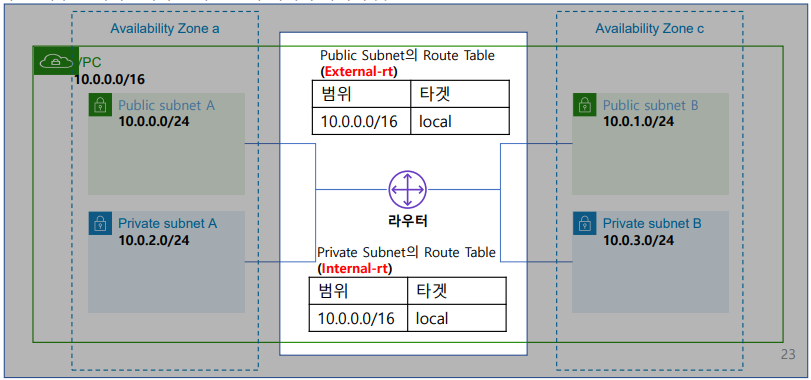 Availability Zone a
Availability Zone c
VPC
10.0.0.0/16
Public subnet A
10.0.0.0/24
Private subnet A
10.0.2.0/24
Public Subnet의 Route Table
(External-rt)
범위 타겟
10.0.0.0/16 local
라우터
Private Subnet의 Route Table
(Internal-rt)
범위 타겟
10.0.0.0/16 local
Public subnet B
10.0.1.0/24
Private subnet B
10.0.3.0/24
23